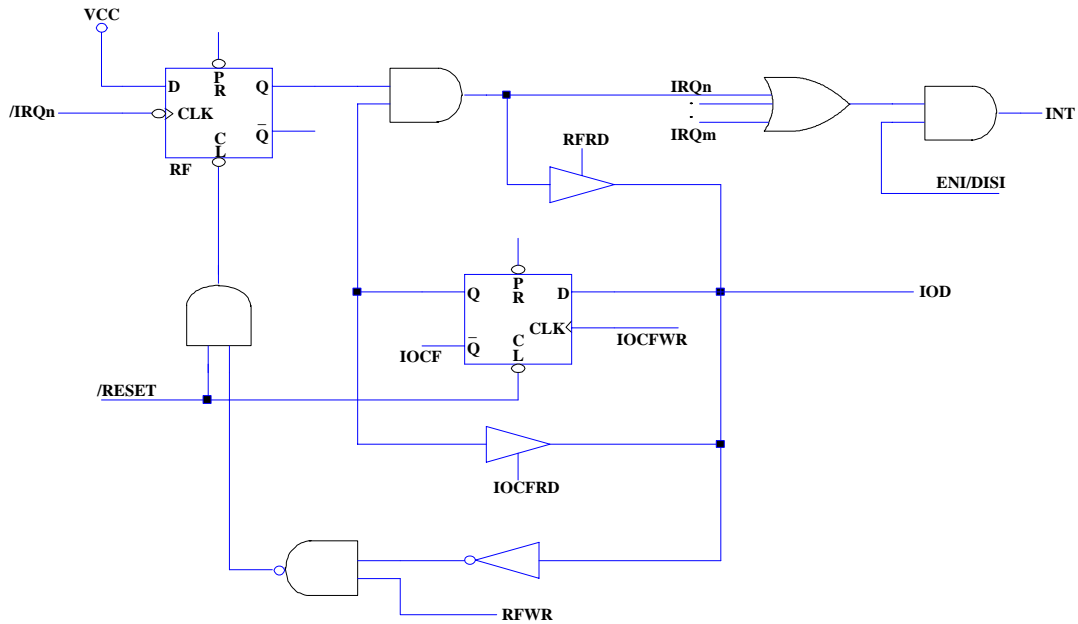 VCC
D
P
R
Q
/IRQn
CLK
C
L
Q
RF
IRQn
IRQm
INT
RFRD
ENI/DISI
Q
P
R
D
CLK
IOD
IOCF
Q
C
L
IOCFWR
/RESET
IOCFRD
RFWR